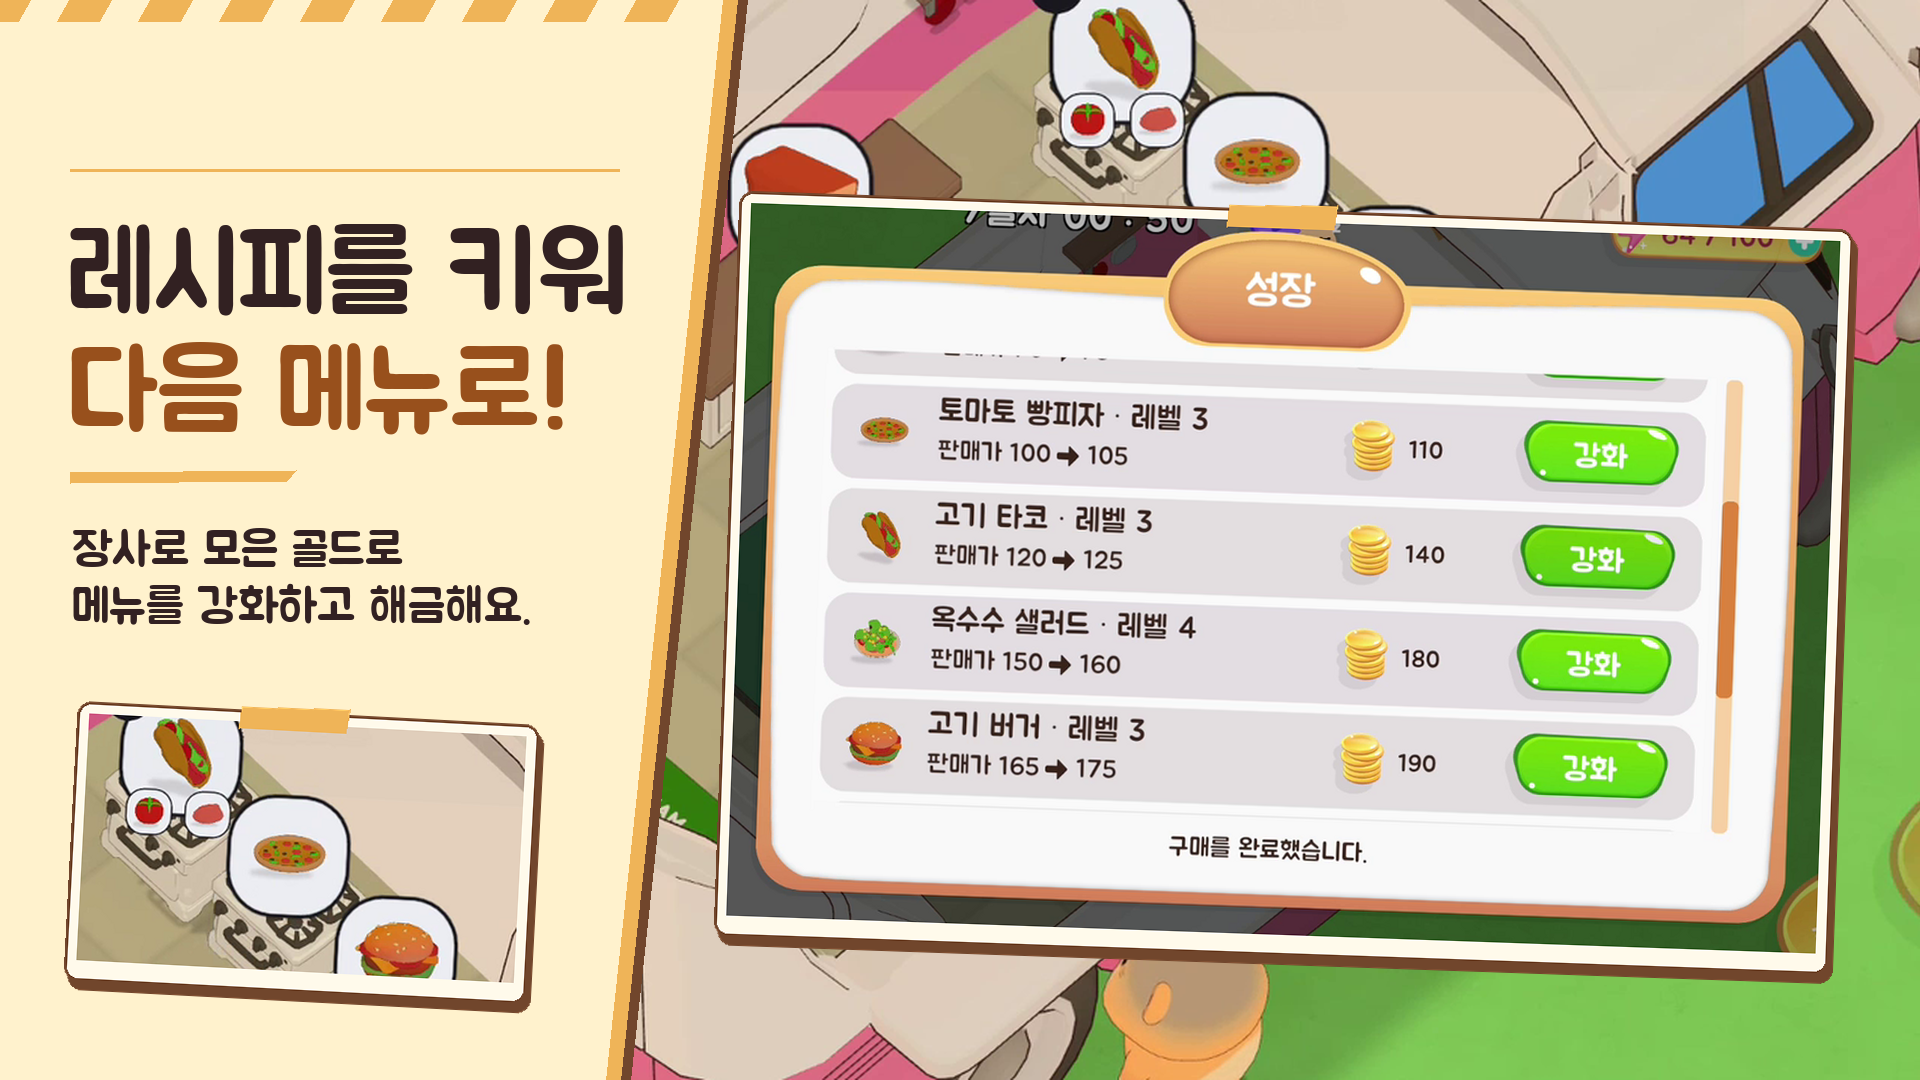 레시피를 키워
다음 메뉴로!
장사로 모은 골드로
메뉴를 강화하고 해금해요.
64 / 100
성장
토마토 빵피자 · 레벨 3
판매가 100 → 105
110
강화
고기 타코 · 레벨 3
판매가 120 → 125
140
강화
옥수수 샐러드 · 레벨 4
판매가 150 → 160
180
강화
고기 버거 · 레벨 3
판매가 165 → 175
190
강화
구매를 완료했습니다.